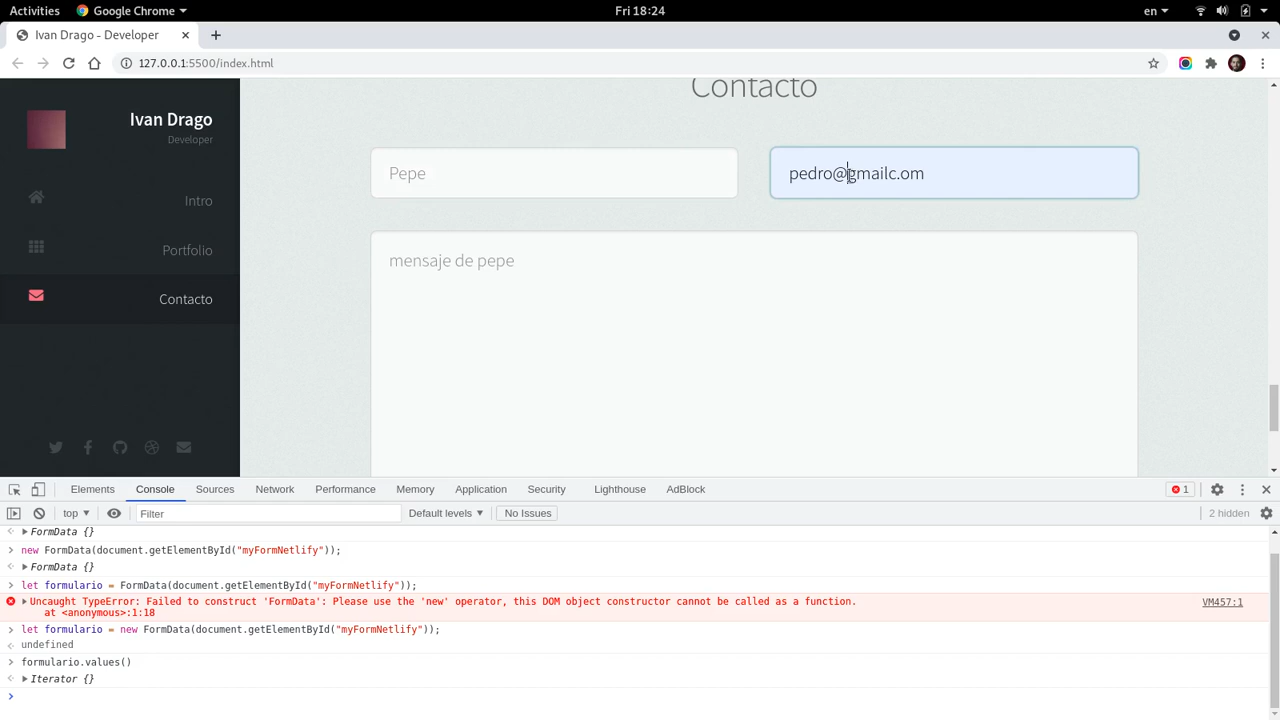 Activities Google Chrome Fri 18:24 en
Ivan Drago - Developer
127.0.0.1:5500/index.html
Ivan Drago
Developer
Intro
Portfolio
Contacto
Contacto
Pepe
pedro@gmailc.om
mensaje de pepe
Elements Console Sources Network Performance Memory Application Security Lighthouse AdBlock 1
top Filter Default levels No Issues 2 hidden
FormData {}
new FormData(document.getElementById("myFormNetlify"));
FormData {}
let formulario = FormData(document.getElementById("myFormNetlify"));
Uncaught TypeError: Failed to construct 'FormData': Please use the 'new' operator, this DOM object constructor cannot be called as a function. VM457:1
at <anonymous>:1:18
let formulario = new FormData(document.getElementById("myFormNetlify"));
undefined
formulario.values()
Iterator {}